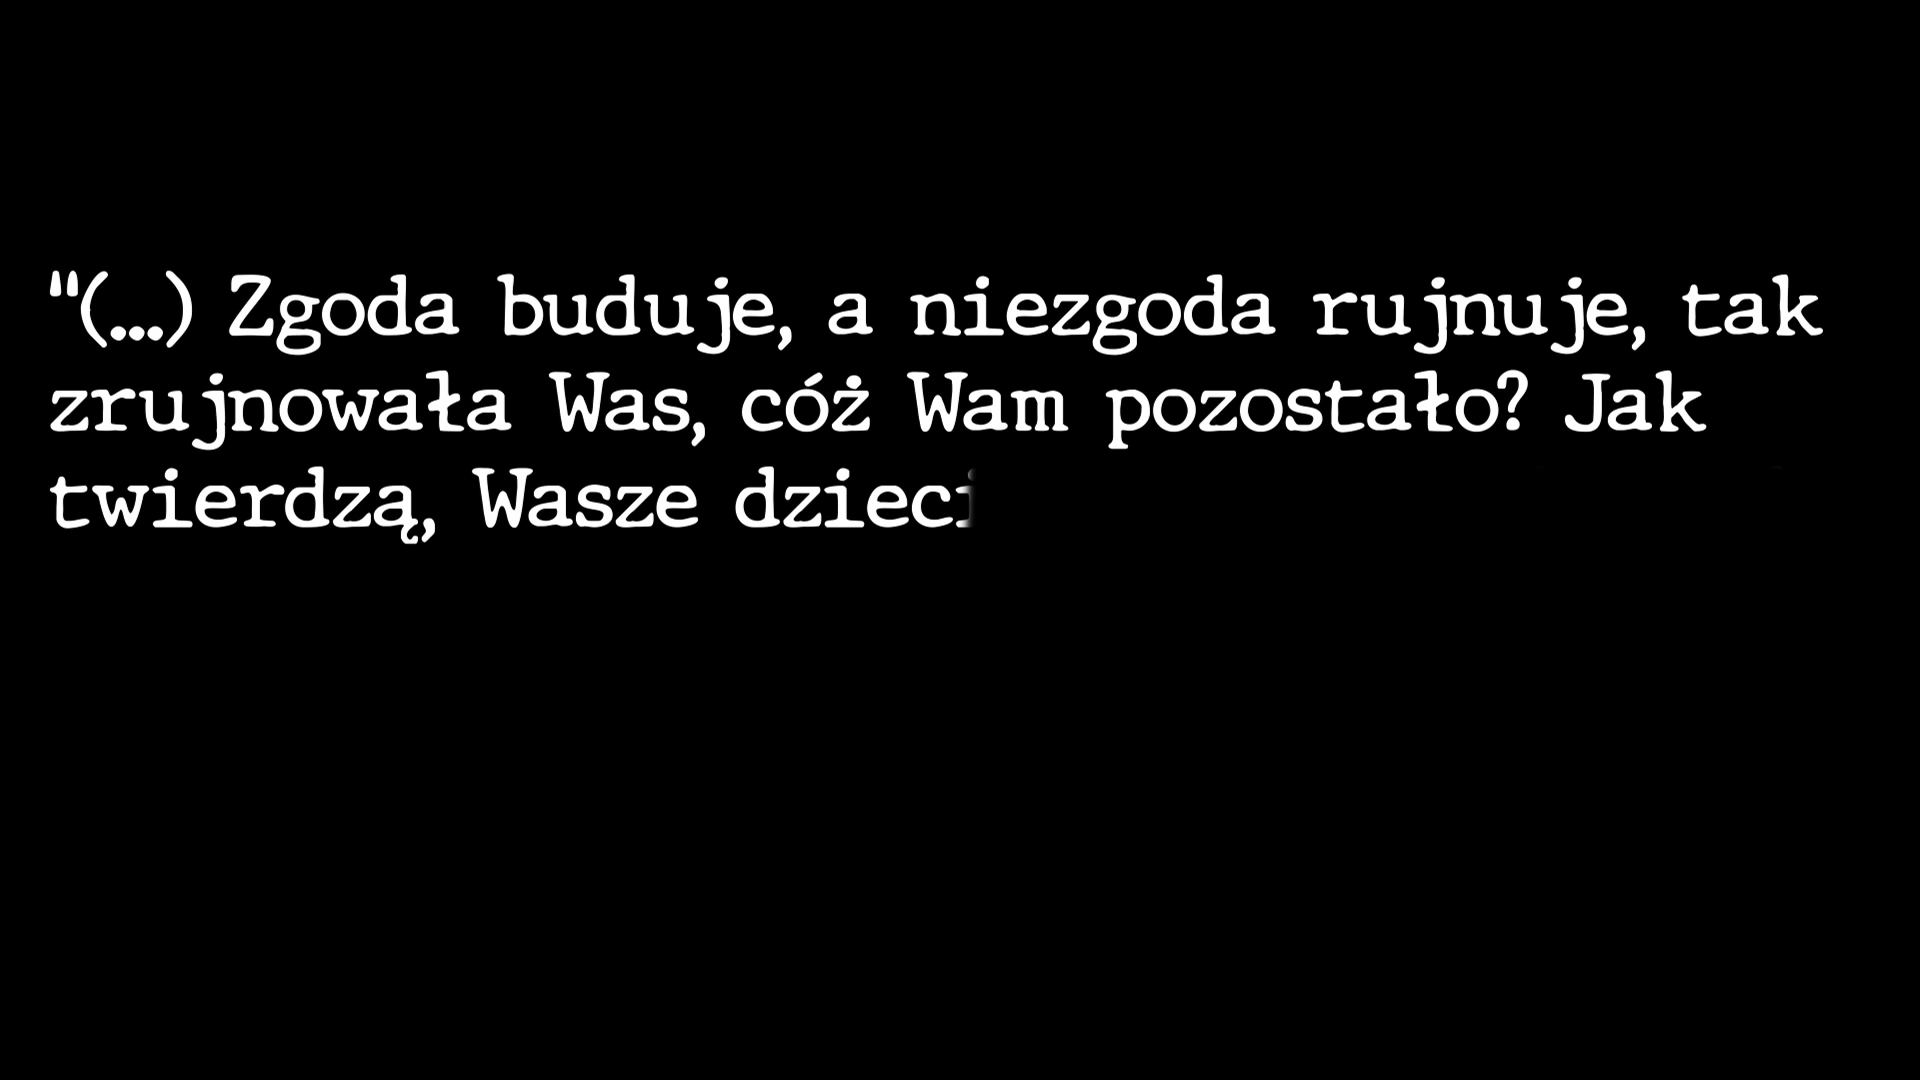 "(...) Zgoda buduje, a niezgoda rujnuje, tak
zrujnowała Was, cóż Wam pozostało? Jak
twierdzą, Wasze dzieci